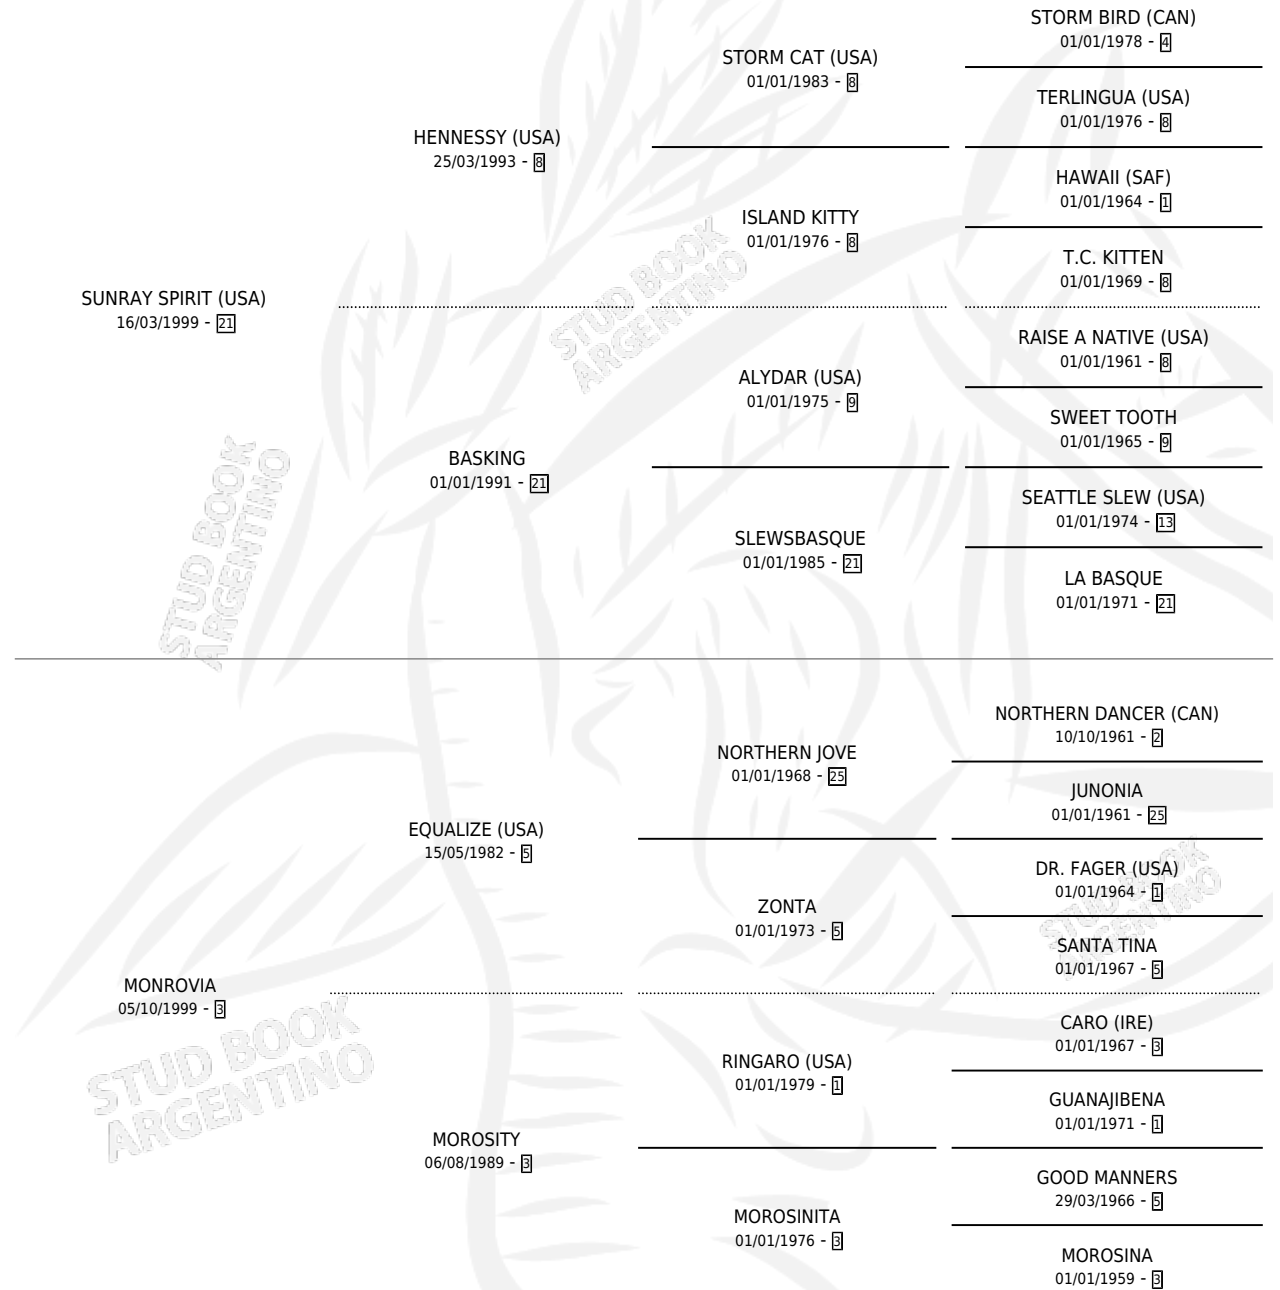 STORM BIRD (CAN)
01/01/1978 - 4
STORM CAT (USA)
01/01/1983 - 8
TERLINGUA (USA)
01/01/1976 - 8
HENNESSY (USA)
25/03/1993 - 8
HAWAII (SAF)
01/01/1964 - 1
ISLAND KITTY
01/01/1976 - 8
T.C. KITTEN
01/01/1969 - 8
SUNRAY SPIRIT (USA)
16/03/1999 - 21
STUD BOOK
ARGENTINO
RAISE A NATIVE (USA)
01/01/1961 - 8
ALYDAR (USA)
01/01/1975 - 9
SWEET TOOTH
01/01/1965 - 9
BASKING
01/01/1991 - 21
SEATTLE SLEW (USA)
01/01/1974 - 13
SLEWSBASQUE
01/01/1985 - 21
LA BASQUE
01/01/1971 - 21
STUD BOOK
ARGENTINO
NORTHERN DANCER (CAN)
10/10/1961 - 2
NORTHERN JOVE
01/01/1968 - 25
JUNONIA
01/01/1961 - 25
EQUALIZE (USA)
15/05/1982 - 5
DR. FAGER (USA)
01/01/1964 - 1
ZONTA
01/01/1973 - 5
STUD BOOK
ARGENTINO
SANTA TINA
01/01/1967 - 5
MONROVIA
05/10/1999 - 3
STUD BOOK
ARGENTINO
CARO (IRE)
01/01/1967 - 3
RINGARO (USA)
01/01/1979 - 1
GUANAJIBENA
01/01/1971 - 1
MOROSITY
06/08/1989 - 3
GOOD MANNERS
29/03/1966 - 5
MOROSINITA
01/01/1976 - 3
MOROSINA
01/01/1959 - 3